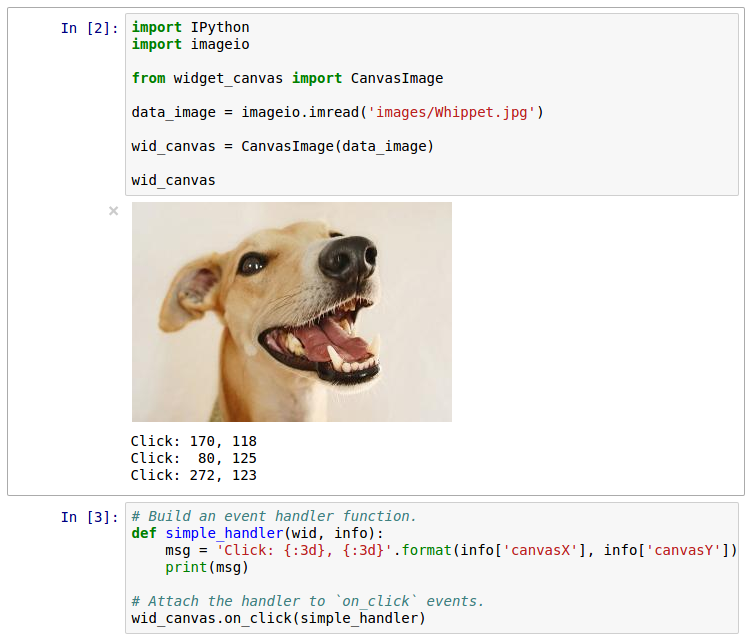 In [2]:
import IPython
import imageio
from widget_canvas import CanvasImage
data_image = imageio.imread('images/Whippet.jpg')
wid_canvas = CanvasImage(data_image)
wid_canvas
×
Click: 170, 118
Click:  80, 125
Click: 272, 123
In [3]:
# Build an event handler function.
def simple_handler(wid, info):
    msg = 'Click: {:3d}, {:3d}'.format(info['canvasX'], info['canvasY'])
    print(msg)
# Attach the handler to `on_click` events.
wid_canvas.on_click(simple_handler)